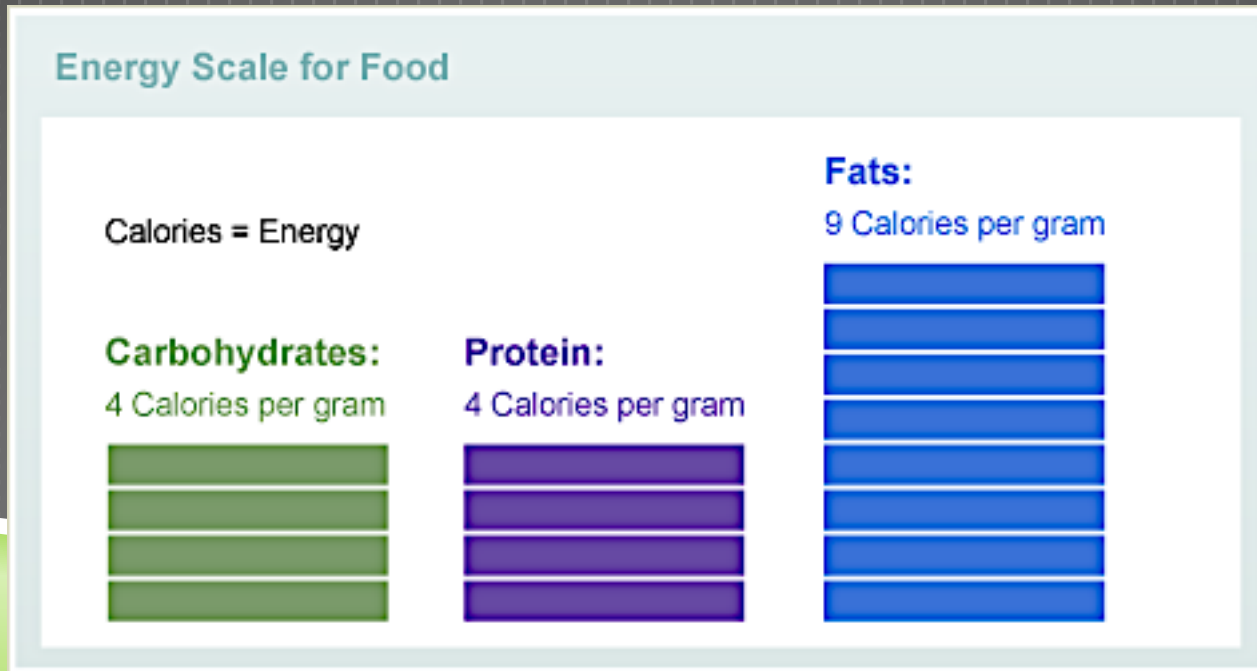 Energy Scale for Food
Calories = Energy
Carbohydrates:
4 Calories per gram
Protein:
4 Calories per gram
Fats:
9 Calories per gram